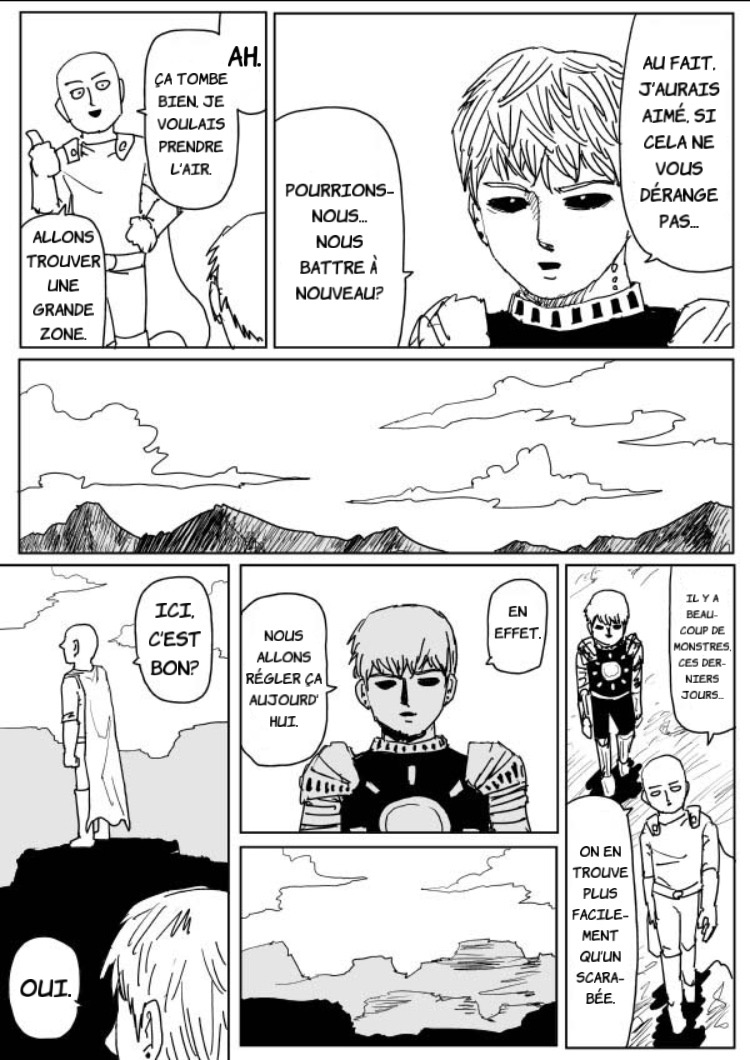 AU FAIT,
J'AURAIS
AIMÉ, SI
CELA NE
VOUS
DÉRANGE
PAS...
POURRIONS-
NOUS...
NOUS
BATTRE À
NOUVEAU?
AH.
ÇA TOMBE
BIEN, JE
VOULAIS
PRENDRE
L'AIR.
ALLONS
TROUVER
UNE
GRANDE
ZONE.
IL Y A
BEAU-
COUP DE
MONSTRES,
CES DER-
NIERS
JOURS...
ON EN
TROUVE
PLUS
FACILE-
MENT
QU'UN
SCARA-
BÉE.
EN
EFFET.
NOUS
ALLONS
RÉGLER ÇA
AUJOURD'
HUI.
ICI,
C'EST
BON?
OUI.